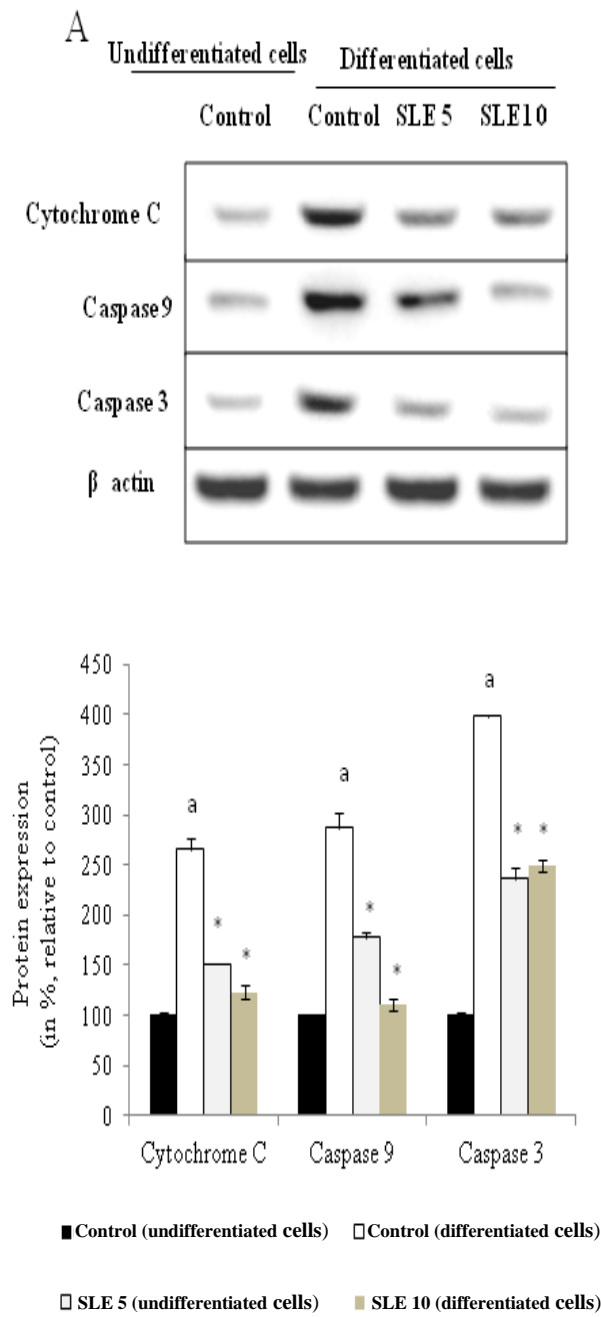 A
Undifferentiated cells Differentiated cells
Control Control SLE 5 SLE10
Cytochrome C
Caspase 9
Caspase 3
β actin
Protein expression
(in %, relative to control)
450
400
350
300
250
200
150
100
50
0
a
* *
a
* *
a
* *
Cytochrome C Caspase 9 Caspase 3
Control (undifferentiated cells) Control (differentiated cells)
SLE 5 (undifferentiated cells) SLE 10 (differentiated cells)